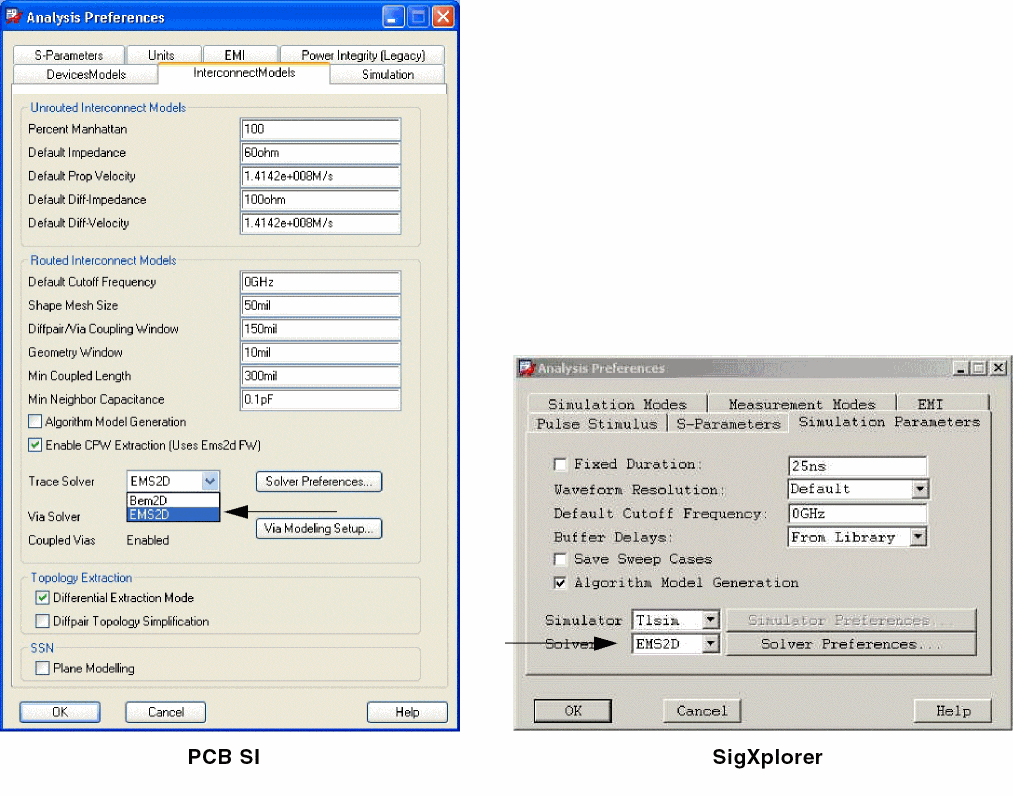 Analysis Preferences
S-Parameters Units EMI Power Integrity (Legacy)
DevicesModels InterconnectModels Simulation
Unrouted Interconnect Models
Percent Manhattan 100
Default Impedance 60ohm
Default Prop Velocity 1.4142e+008M/s
Default Diff-Impedance 100ohm
Default Diff-Velocity 1.4142e+008M/s
Routed Interconnect Models
Default Cutoff Frequency 0GHz
Shape Mesh Size 50mil
Diffpair/Via Coupling Window 150mil
Geometry Window 10mil
Min Coupled Length 300mil
Min Neighbor Capacitance 0.1pF
Algorithm Model Generation
Enable CPW Extraction (Uses Ems2d FW)
Trace Solver EMS2D Solver Preferences...
Bem2D
EMS2D
Via Solver Via Modeling Setup...
Coupled Vias Enabled
Topology Extraction
Differential Extraction Mode
Diffpair Topology Simplification
SSN
Plane Modelling
OK Cancel Help
PCB SI
Analysis Preferences
Simulation Modes Measurement Modes EMI
Pulse Stimulus S-Parameters Simulation Parameters
Fixed Duration: 25ns
Waveform Resolution: Default
Default Cutoff Frequency: 0GHz
Buffer Delays: From Library
Save Sweep Cases
Algorithm Model Generation
Simulator Tlsim Simulator Preferences...
Solver EMS2D Solver Preferences...
OK Cancel Help
SigXplorer